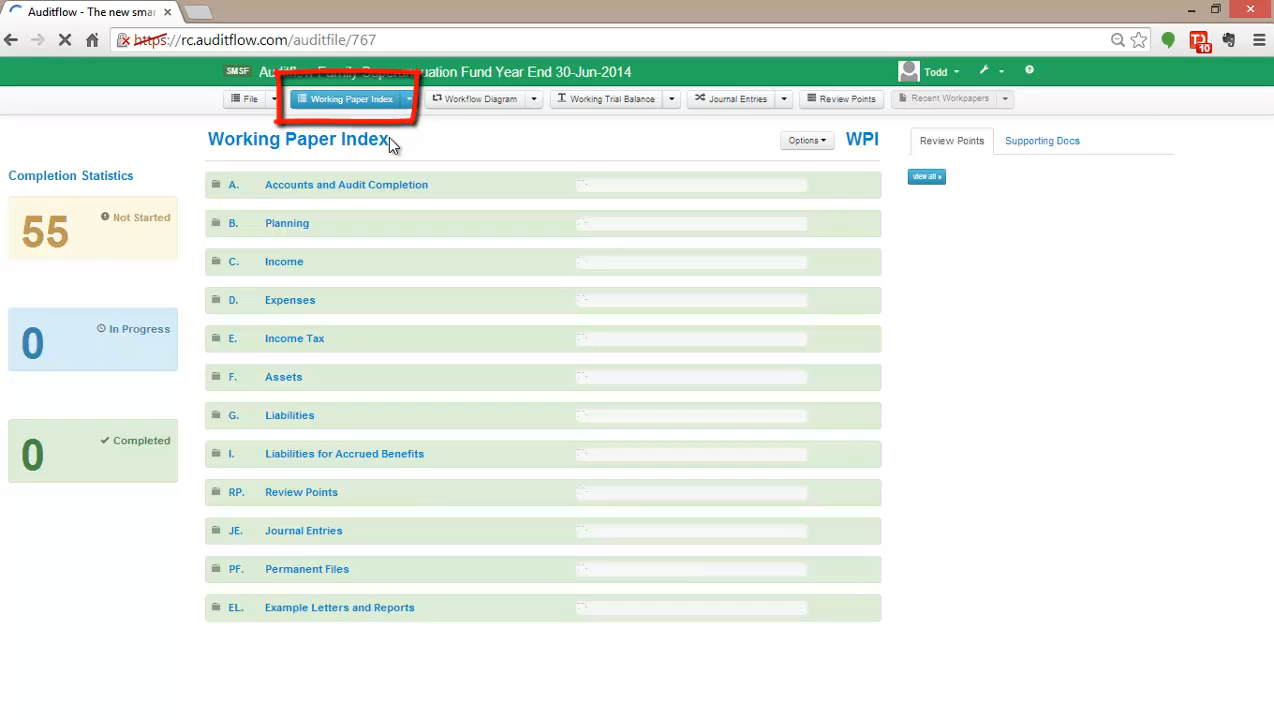 Auditflow - The new smar
https://rc.auditflow.com/auditfile/767
10
SMSF Auditflow Family Superannuation Fund Year End 30-Jun-2014
Todd
File
Working Paper Index
Workflow Diagram
Working Trial Balance
Journal Entries
Review Points
Recent Workpapers
Working Paper Index
Options
WPI
Review Points
Supporting Docs
view all »
Completion Statistics
55 Not Started
0 In Progress
0 Completed
A. Accounts and Audit Completion
B. Planning
C. Income
D. Expenses
E. Income Tax
F. Assets
G. Liabilities
I. Liabilities for Accrued Benefits
RP. Review Points
JE. Journal Entries
PF. Permanent Files
EL. Example Letters and Reports